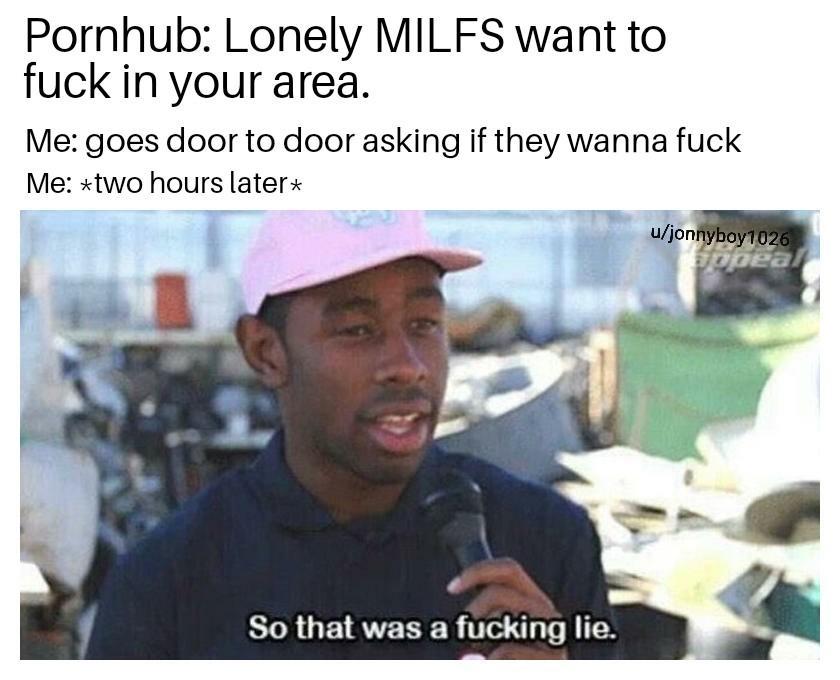 Pornhub: Lonely MILFS want to
fuck in your area.
Me: goes door to door asking if they wanna fuck
Me: *two hours later*
u/jonnyboy1026
appeal
So that was a fucking lie.